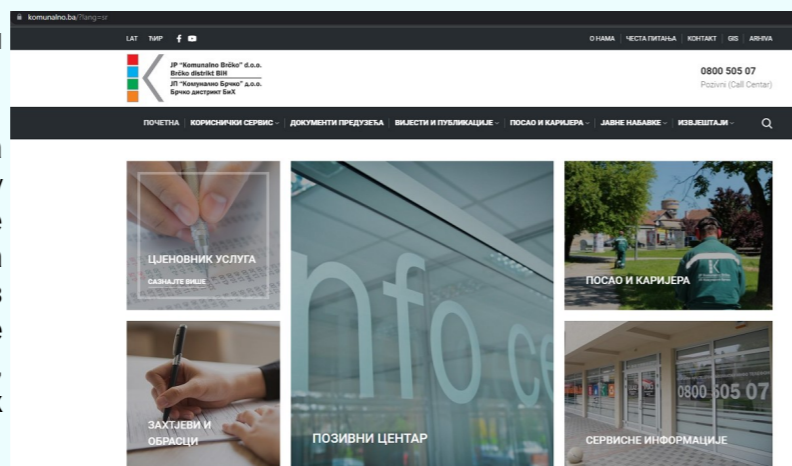 komunalno.ba/?lang=sr
LAT ЋИР О НАМА ЧЕСТА ПИТАЊА КОНТАКТ GIS ARHIVA
JP "Komunalno Brčko" d.o.o.
Brčko distrikt BiH
ЈП "Комунално Брчко" д.о.о.
Брчко дистрикт БиХ
0800 505 07
Pozivni (Call Centar)
ПОЧЕТНА КОРИСНИЧКИ СЕРВИС ДОКУМЕНТИ ПРЕДУЗЕЋА ВИЈЕСТИ И ПУБЛИКАЦИЈЕ ПОСАО И КАРИЈЕРА ЈАВНЕ НАБАВКЕ ИЗВЈЕШТАЈИ
ЦЈЕНОВНИК УСЛУГА
САЗНАЈТЕ ВИШЕ
ПОСАО И КАРИЈЕРА
nfo ce
0800 505 07
ЗАХТЈЕВИ И
ОБРАСЦИ
ПОЗИВНИ ЦЕНТАР
СЕРВИСНЕ ИНФОРМАЦИЈЕ